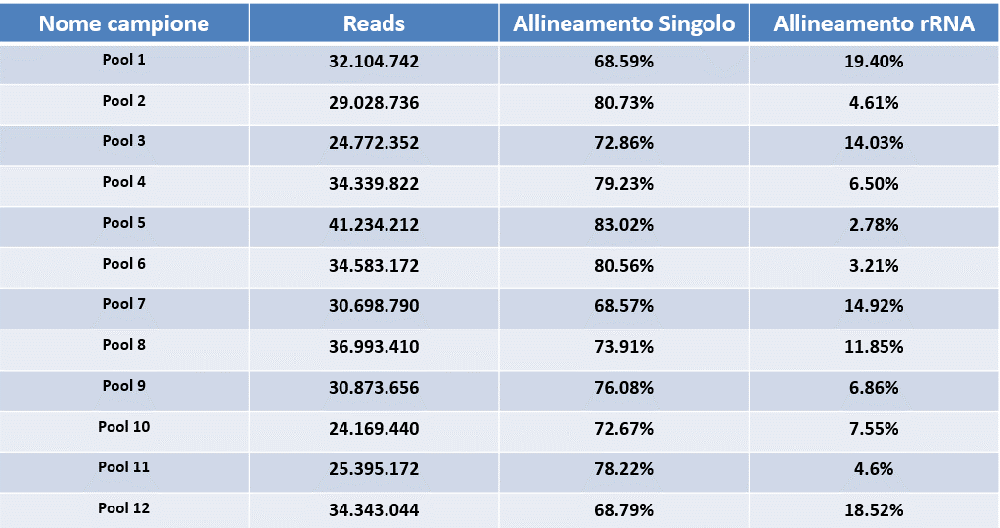 Nome campione Reads Allineamento Singolo Allineamento rRNA
Pool 1 32.104.742 68.59% 19.40%
Pool 2 29.028.736 80.73% 4.61%
Pool 3 24.772.352 72.86% 14.03%
Pool 4 34.339.822 79.23% 6.50%
Pool 5 41.234.212 83.02% 2.78%
Pool 6 34.583.172 80.56% 3.21%
Pool 7 30.698.790 68.57% 14.92%
Pool 8 36.993.410 73.91% 11.85%
Pool 9 30.873.656 76.08% 6.86%
Pool 10 24.169.440 72.67% 7.55%
Pool 11 25.395.172 78.22% 4.6%
Pool 12 34.343.044 68.79% 18.52%